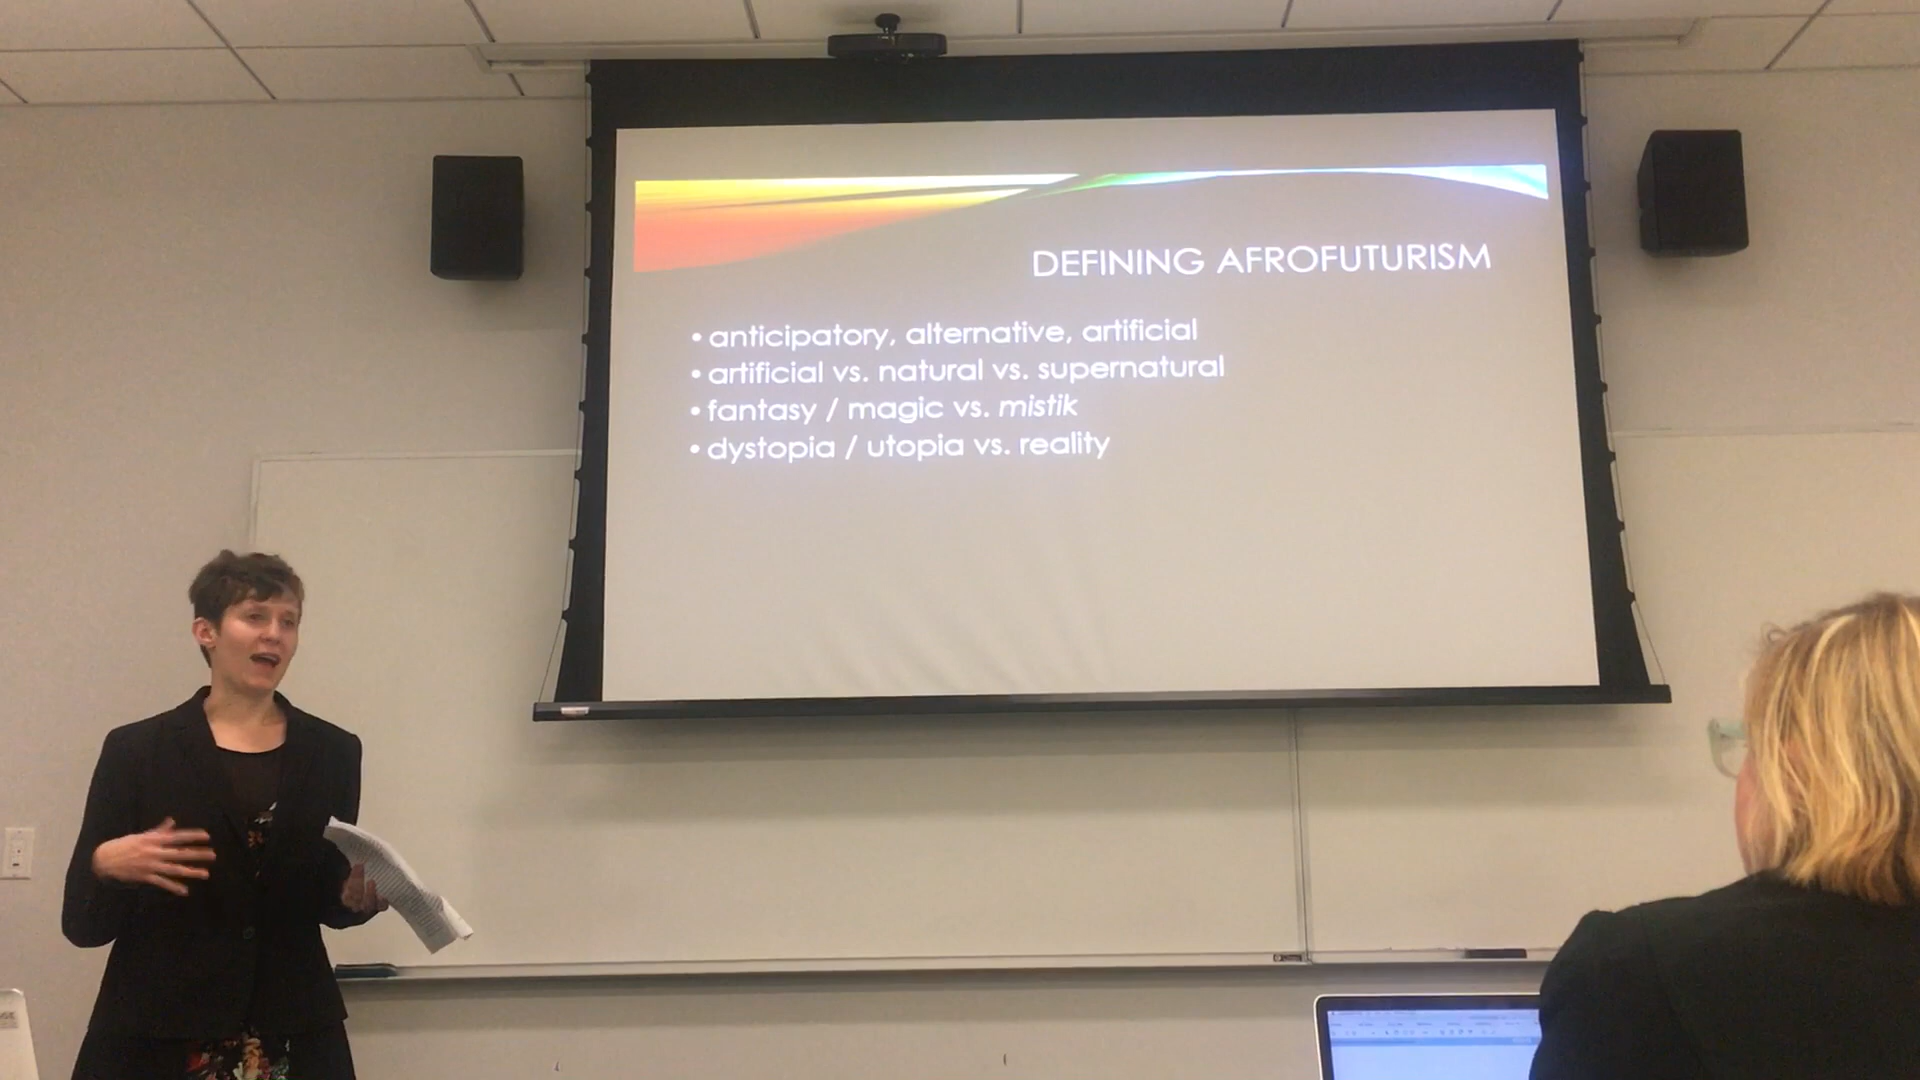 DEFINING AFROFUTURISM
• anticipatory, alternative, artificial
• artificial vs. natural vs. supernatural
• fantasy / magic vs. mistik
• dystopia / utopia vs. reality